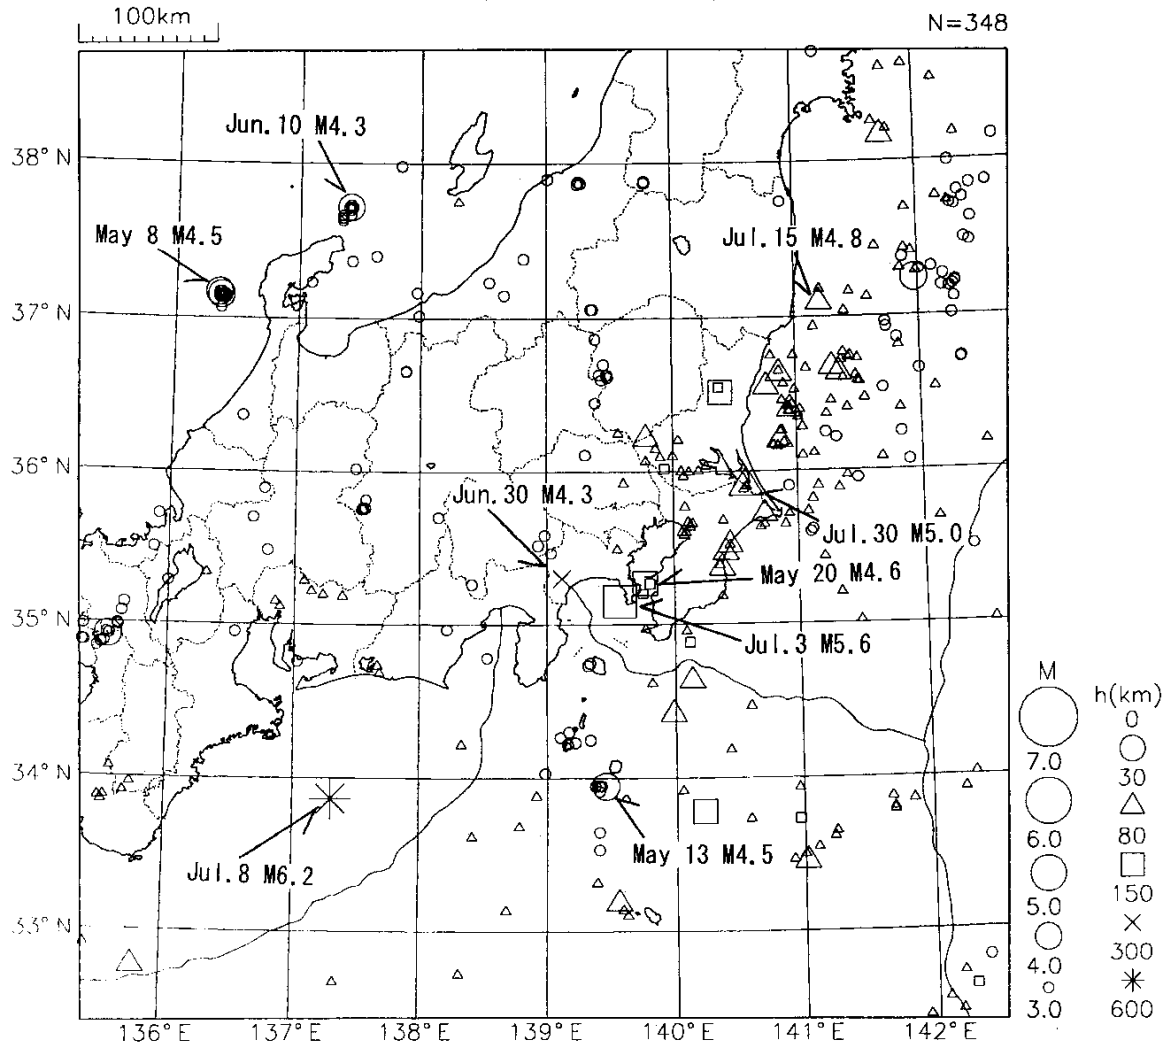 100km
N=348
Jun.10 M4.3
38° N
May 8 M4.5
Jul.15 M4.8
37° N
36° N
Jun.30 M4.3
Jul.30 M5.0
May 20 M4.6
35° N
Jul.3 M5.6
M
h(km)
0
7.0
30
34° N
80
6.0
May 13 M4.5
Jul.8 M6.2
150
5.0
33° N
300
4.0
600
3.0
136°E
137°E
138°E
139°E
140°E
141°E
142°E